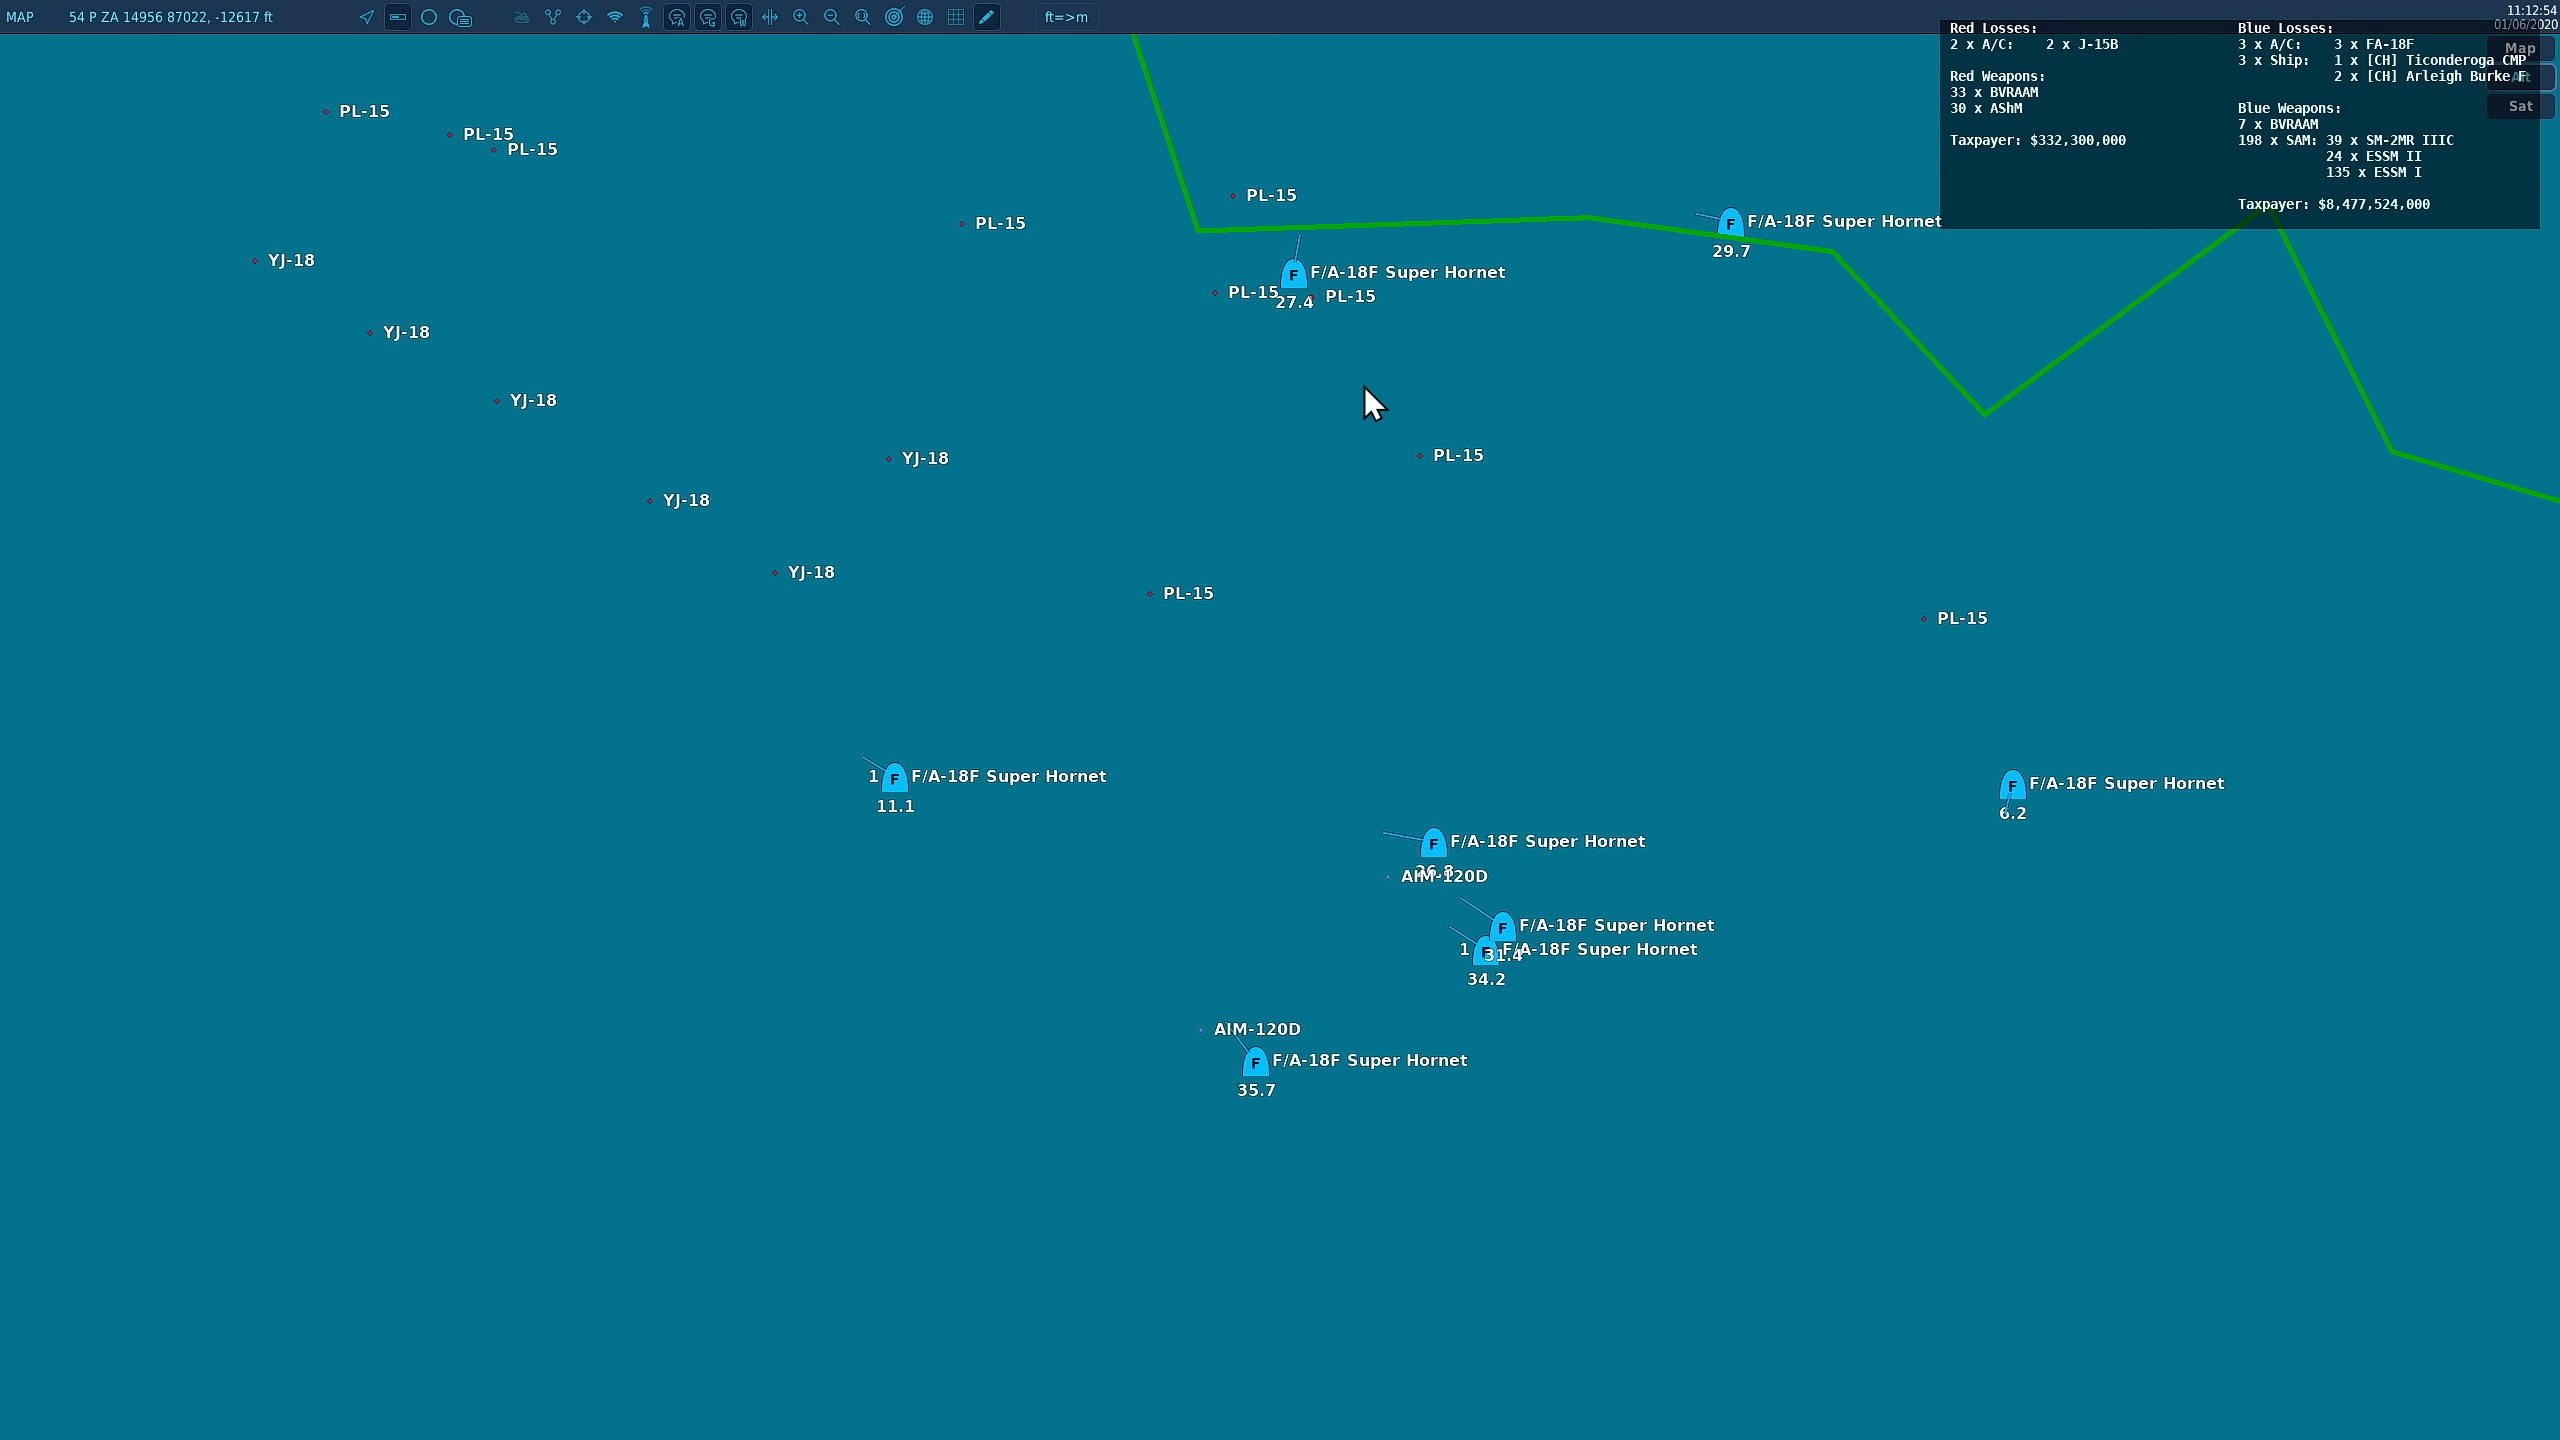 MAP 54 P ZA 14956 87022, -12617 ft ft=>m 11:12:54
01/06/2020
Red Losses:
2 x A/C: 2 x J-15B
Red Weapons:
33 x BVRAAM
30 x AShM
Taxpayer: $332,300,000
Blue Losses:
3 x A/C: 3 x FA-18F
3 x Ship: 1 x [CH] Ticonderoga CMP
2 x [CH] Arleigh Burke F
Blue Weapons:
7 x BVRAAM
198 x SAM: 39 x SM-2MR IIIC
24 x ESSM II
135 x ESSM I
Taxpayer: $8,477,524,000
Map
Alt
Sat
PL-15
PL-15
PL-15
PL-15
PL-15
F/A-18F Super Hornet
29.7
YJ-18
F/A-18F Super Hornet
27.4
PL-15
PL-15
YJ-18
YJ-18
PL-15
YJ-18
YJ-18
YJ-18
PL-15
PL-15
1 F F/A-18F Super Hornet
11.1
F F/A-18F Super Hornet
6.2
F F/A-18F Super Hornet
AIM-120D
F F/A-18F Super Hornet
31.4
1 F/A-18F Super Hornet
34.2
AIM-120D
F F/A-18F Super Hornet
35.7